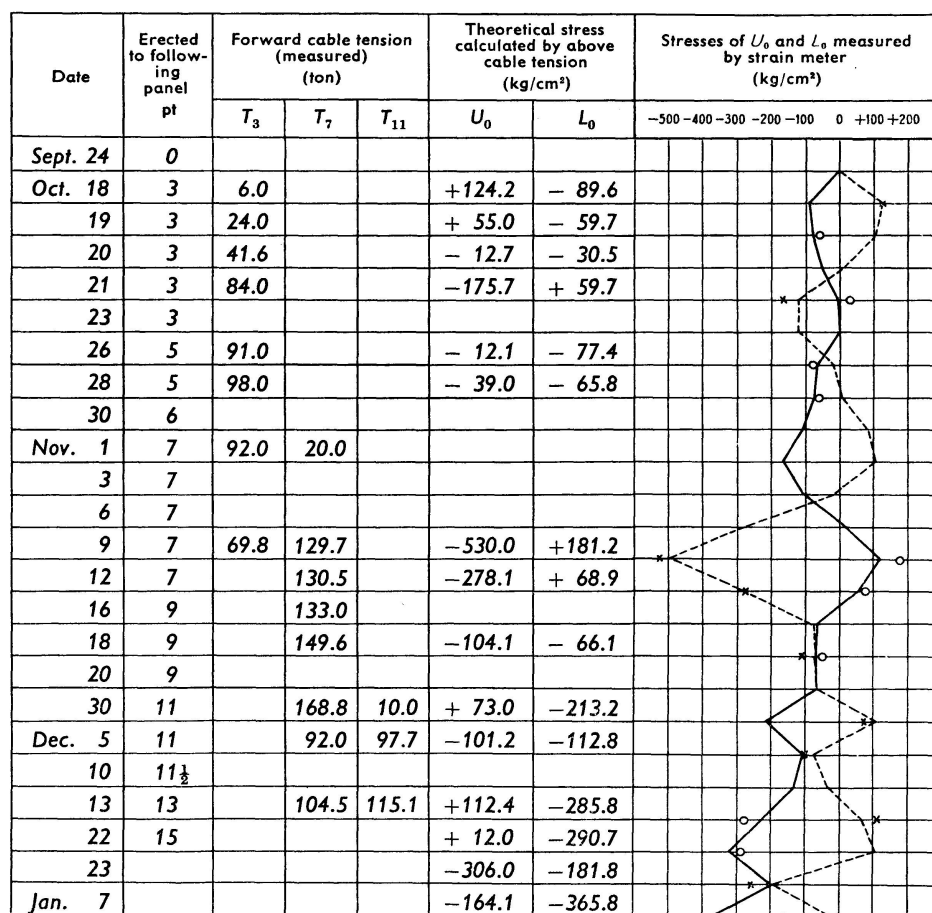 Date
Erected to follow- ing panel pt
Forward cable tension (measured) (ton)
Theoretical stress calculated by above cable tension (kg/cm²)
Stresses of U₀ and L₀ measured by strain meter (kg/cm²)
T₃ T₇ T₁₁ U₀ L₀ −500 −400 −300 −200 −100 0 +100 +200
Sept. 24 0
Oct. 18 3 6.0 +124.2 − 89.6
19 3 24.0 + 55.0 − 59.7
20 3 41.6 − 12.7 − 30.5
21 3 84.0 −175.7 + 59.7
23 3
26 5 91.0 − 12.1 − 77.4
28 5 98.0 − 39.0 − 65.8
30 6
Nov. 1 7 92.0 20.0
3 7
6 7
9 7 69.8 129.7 −530.0 +181.2
12 7 130.5 −278.1 + 68.9
16 9 133.0
18 9 149.6 −104.1 − 66.1
20 9
30 11 168.8 10.0 + 73.0 −213.2
Dec. 5 11 92.0 97.7 −101.2 −112.8
10 11½
13 13 104.5 115.1 +112.4 −285.8
22 15 + 12.0 −290.7
23 −306.0 −181.8
Jan. 7 −164.1 −365.8